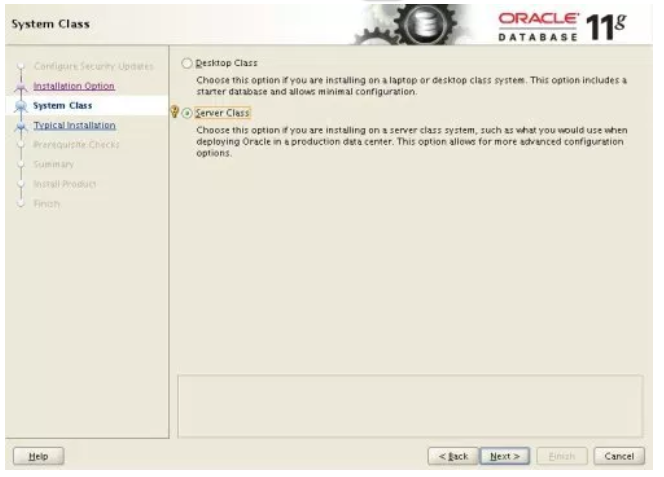 System Class
ORACLE
DATABASE
11g
Configure Security Updates
Installation Option
System Class
Typical Installation
Prerequisite Checks
Summary
Install Product
Finish
Desktop Class
Choose this option if you are installing on a laptop or desktop class system. This option includes a
starter database and allows minimal configuration.
Server Class
Choose this option if you are installing on a server class system, such as what you would use when
deploying Oracle in a production data center. This option allows for more advanced configuration
options.
Help
< Back
Next >
Finish
Cancel